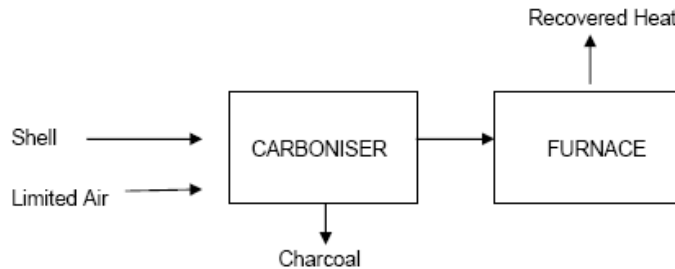 Recovered Heat
Shell
CARBONISER
FURNACE
Limited Air
Charcoal